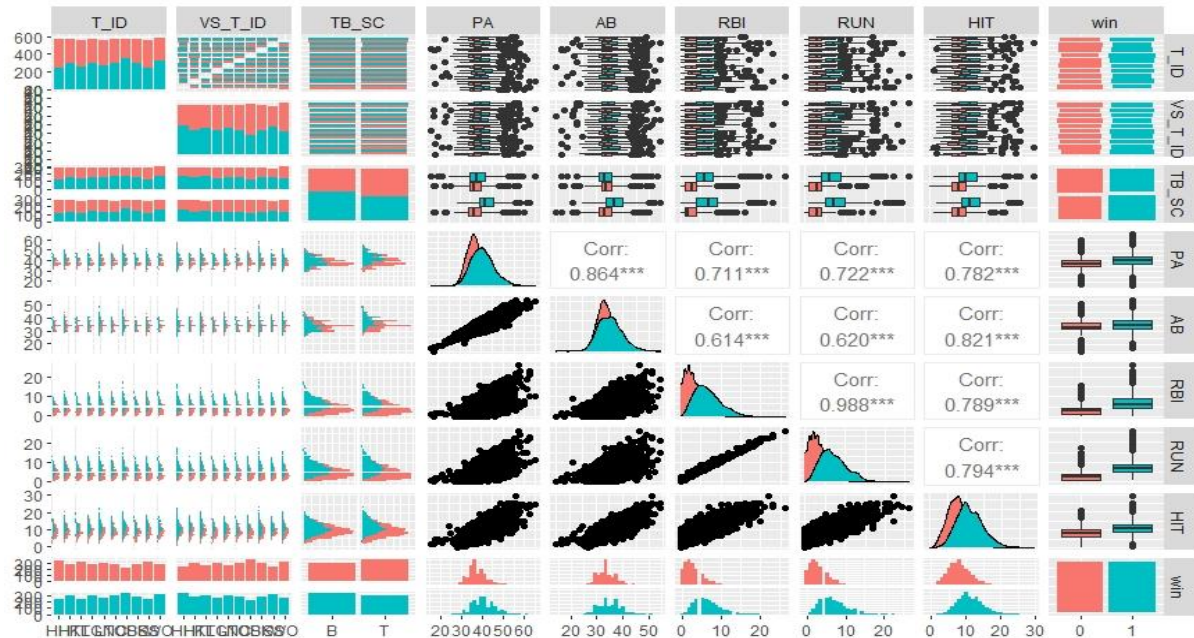 T_ID VS_T_ID TB_SC PA AB RBI RUN HIT win
600
400
200
0
T_ID
VS_T_ID
TB_SC
60
50
40
30
20
Corr: Corr: Corr: Corr:
0.864*** 0.711*** 0.722*** 0.782***
PA
50
40
30
20
Corr: Corr: Corr:
0.614*** 0.620*** 0.821***
AB
20
10
0
Corr: Corr:
0.988*** 0.789***
RBI
20
10
0
Corr:
0.794***
RUN
30
20
10
0
HIT
win
B T 20 30 40 50 60 20 30 40 50 0 10 20 0 10 20 0 10 20 30 0 1